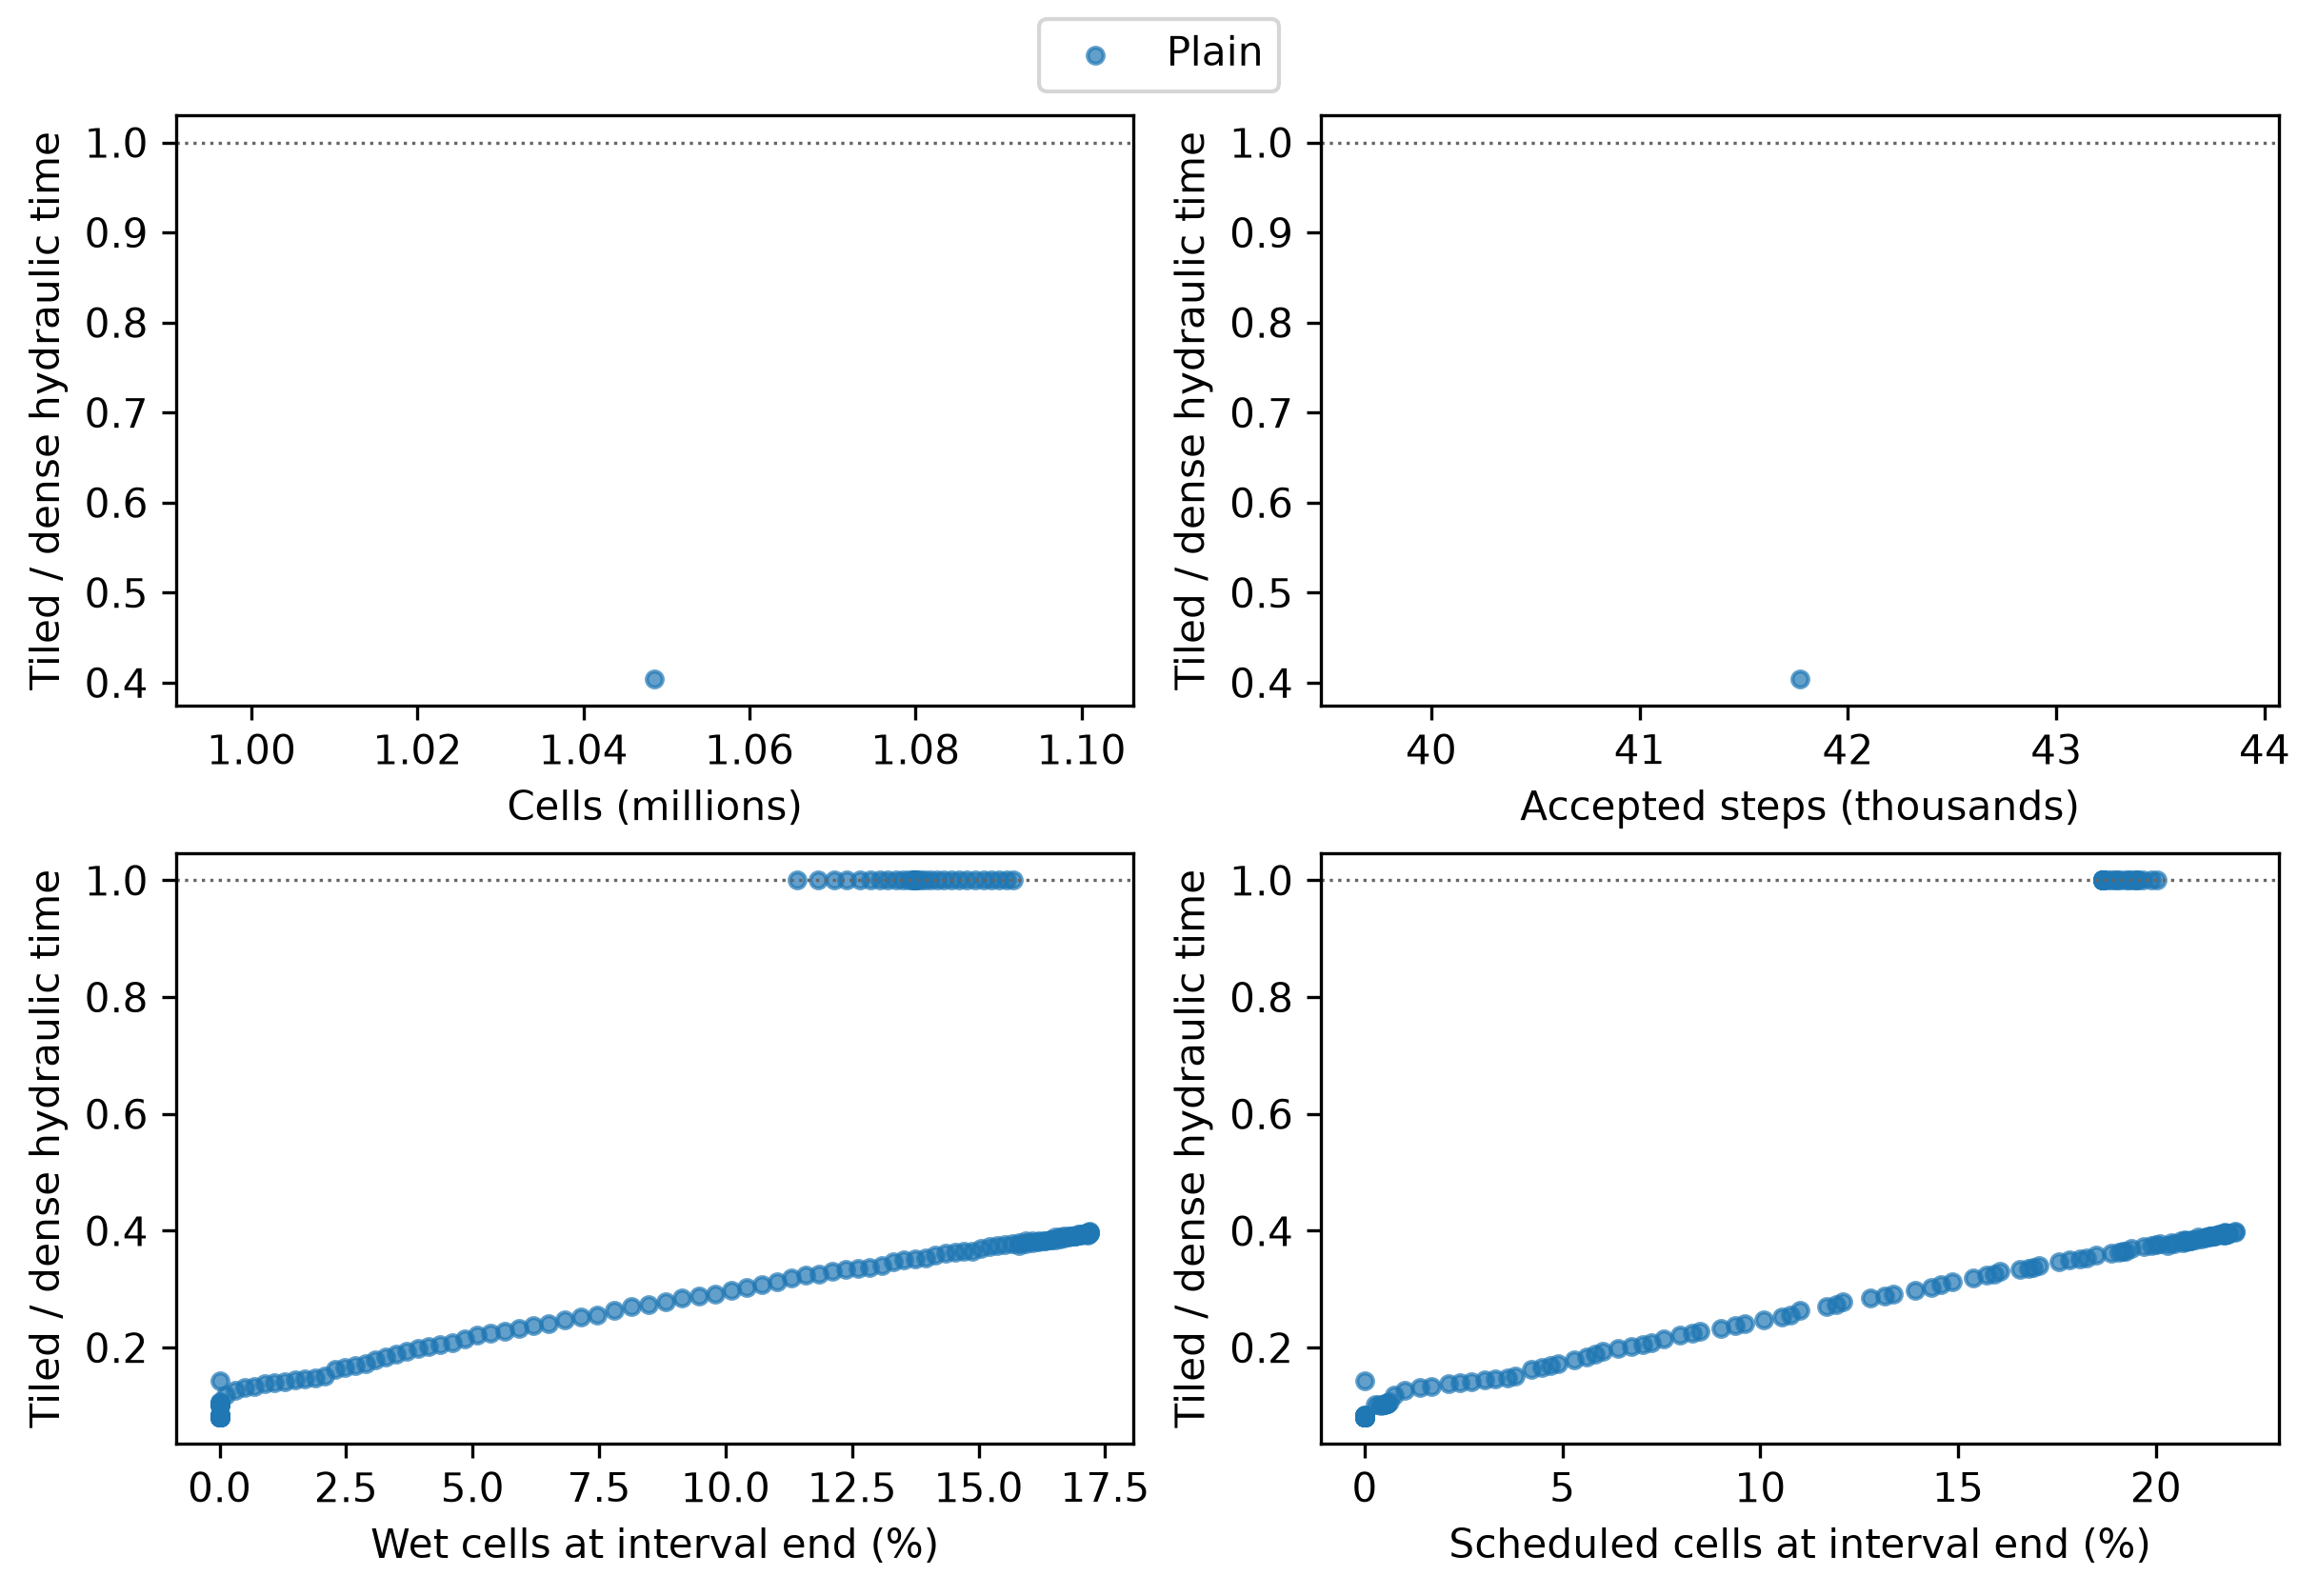 Plain
Tiled / dense hydraulic time
1.0
0.9
0.8
0.7
0.6
0.5
0.4
1.00 1.02 1.04 1.06 1.08 1.10
Cells (millions)
Tiled / dense hydraulic time
1.0
0.9
0.8
0.7
0.6
0.5
0.4
40 41 42 43 44
Accepted steps (thousands)
Tiled / dense hydraulic time
1.0
0.8
0.6
0.4
0.2
0.0 2.5 5.0 7.5 10.0 12.5 15.0 17.5
Wet cells at interval end (%)
Tiled / dense hydraulic time
1.0
0.8
0.6
0.4
0.2
0 5 10 15 20
Scheduled cells at interval end (%)